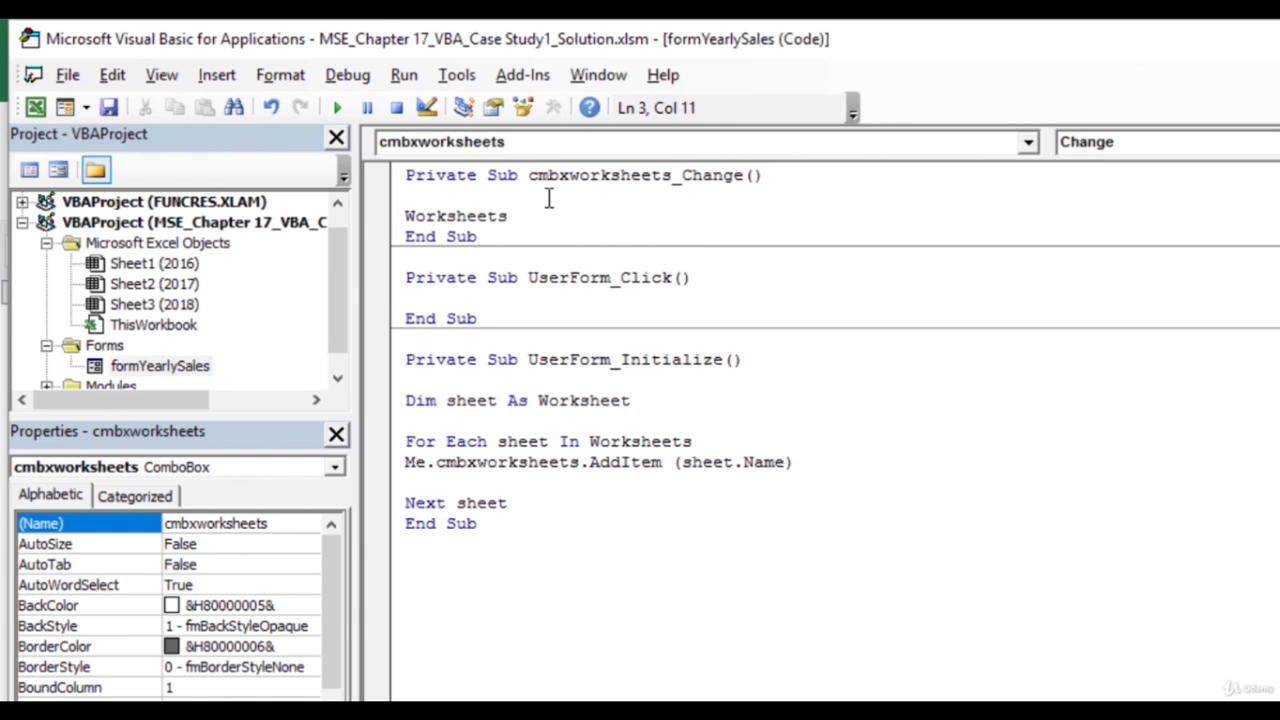 Microsoft Visual Basic for Applications - MSE_Chapter 17_VBA_Case Study1_Solution.xlsm - [formYearlySales (Code)]
File Edit View Insert Format Debug Run Tools Add-Ins Window Help
Ln 3, Col 11
Project - VBAProject
VBAProject (FUNCRES.XLAM)
VBAProject (MSE_Chapter 17_VBA_C
Microsoft Excel Objects
Sheet1 (2016)
Sheet2 (2017)
Sheet3 (2018)
ThisWorkbook
Forms
formYearlySales
Modules
Properties - cmbxworksheets
cmbxworksheets ComboBox
Alphabetic Categorized
(Name) cmbxworksheets
AutoSize False
AutoTab False
AutoWordSelect True
BackColor &H80000005&
BackStyle 1 - fmBackStyleOpaque
BorderColor &H80000006&
BorderStyle 0 - fmBorderStyleNone
BoundColumn 1
cmbxworksheets Change
Private Sub cmbxworksheets_Change()
Worksheets
End Sub
Private Sub UserForm_Click()
End Sub
Private Sub UserForm_Initialize()
Dim sheet As Worksheet
For Each sheet In Worksheets
Me.cmbxworksheets.AddItem (sheet.Name)
Next sheet
End Sub
Udemy